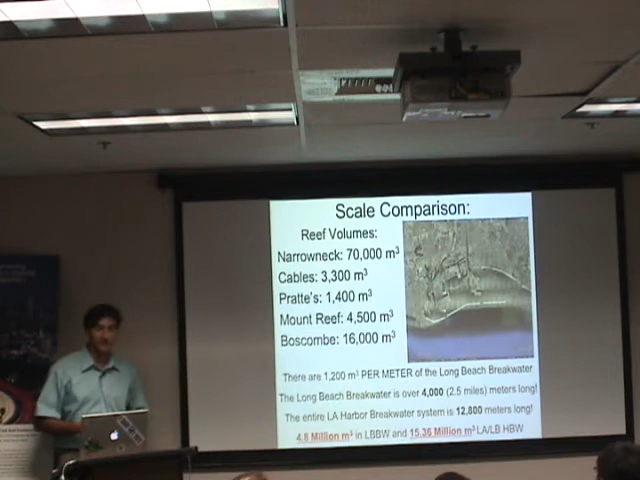 Scale Comparison:
Reef Volumes:
Narrowneck: 70,000 m³
Cables: 3,300 m³
Pratte's: 1,400 m³
Mount Reef: 4,500 m³
Boscombe: 16,000 m³
There are 1,200 m³ PER METER of the Long Beach Breakwater
The Long Beach Breakwater is over 4,000 (2.5 miles) meters long!
The entire LA Harbor Breakwater system is 12,800 meters long!
4.8 Million m³ in LBBW and 15.36 Million m³ LA/LB HBW